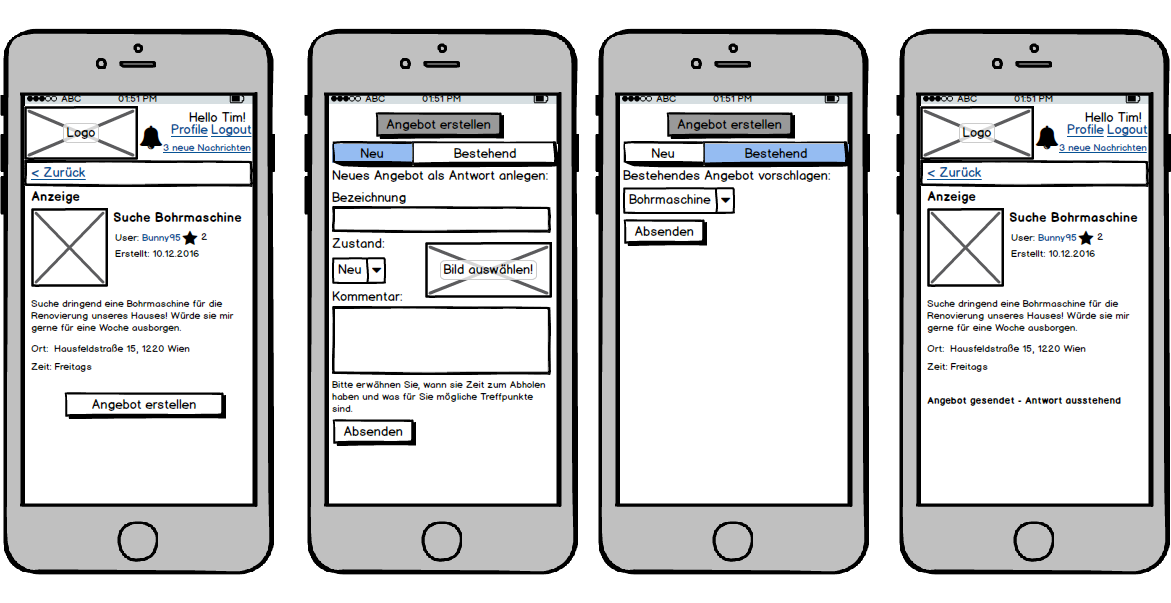 ABC 01:51 PM
Logo
Hello Tim!
Profile Logout
3 neue Nachrichten
< Zurück
Anzeige
Suche Bohrmaschine
User: Bunny95 2
Erstellt: 10.12.2016
Suche dringend eine Bohrmaschine für die
Renovierung unseres Hauses! Würde sie mir
gerne für eine Woche ausborgen.
Ort: Hausfeldstraße 15, 1220 Wien
Zeit: Freitags
Angebot erstellen
ABC 01:51 PM
Angebot erstellen
Neu Bestehend
Neues Angebot als Antwort anlegen:
Bezeichnung
Zustand:
Neu
Bild auswählen!
Kommentar:
Bitte erwähnen Sie, wann sie Zeit zum Abholen
haben und was für Sie mögliche Treffpunkte
sind.
Absenden
ABC 01:51 PM
Angebot erstellen
Neu Bestehend
Bestehendes Angebot vorschlagen:
Bohrmaschine
Absenden
ABC 01:51 PM
Logo
Hello Tim!
Profile Logout
3 neue Nachrichten
< Zurück
Anzeige
Suche Bohrmaschine
User: Bunny95 2
Erstellt: 10.12.2016
Suche dringend eine Bohrmaschine für die
Renovierung unseres Hauses! Würde sie mir
gerne für eine Woche ausborgen.
Ort: Hausfeldstraße 15, 1220 Wien
Zeit: Freitags
Angebot gesendet - Antwort ausstehend